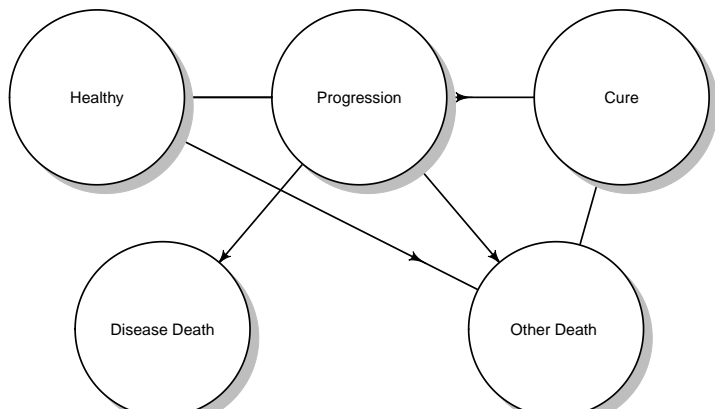 Healthy
Progression
Cure
Disease Death
Other Death